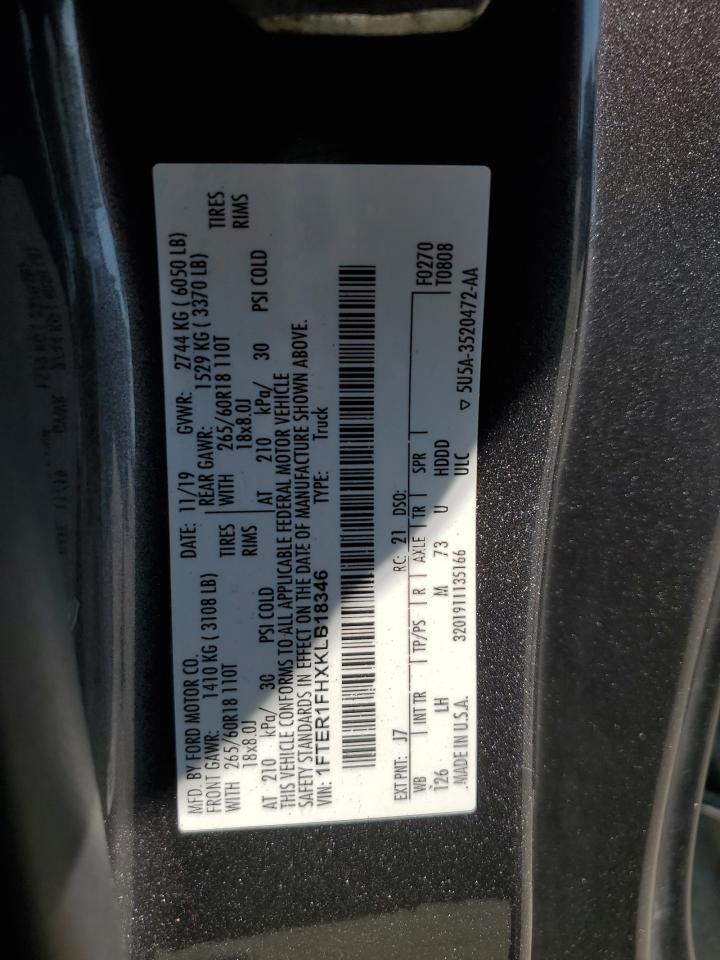 MFD. BY FORD MOTOR CO.
DATE: 11/19 GVWR: 2744 KG ( 6050 LB)
FRONT GAWR: 1410 KG ( 3108 LB) REAR GAWR: 1529 KG ( 3370 LB)
WITH 265/60R18 110T TIRES WITH 265/60R18 110T TIRES
18x8.0J RIMS 18x8.0J RIMS
AT 210 kPa/ 30 PSI COLD AT 210 kPa/ 30 PSI COLD
THIS VEHICLE CONFORMS TO ALL APPLICABLE FEDERAL MOTOR VEHICLE
SAFETY STANDARDS IN EFFECT ON THE DATE OF MANUFACTURE SHOWN ABOVE.
VIN: 1FTER1FHXKLB18346 TYPE: Truck
EXT PNT: J7 RC: 21 DSO: F0270
WB INT TR TP/PS R AXLE TR SPR T0808
126 LH M 73 U HDDD
MADE IN U.S.A. 3201911135166 ULC ▽ 5U5A-3520472-AA